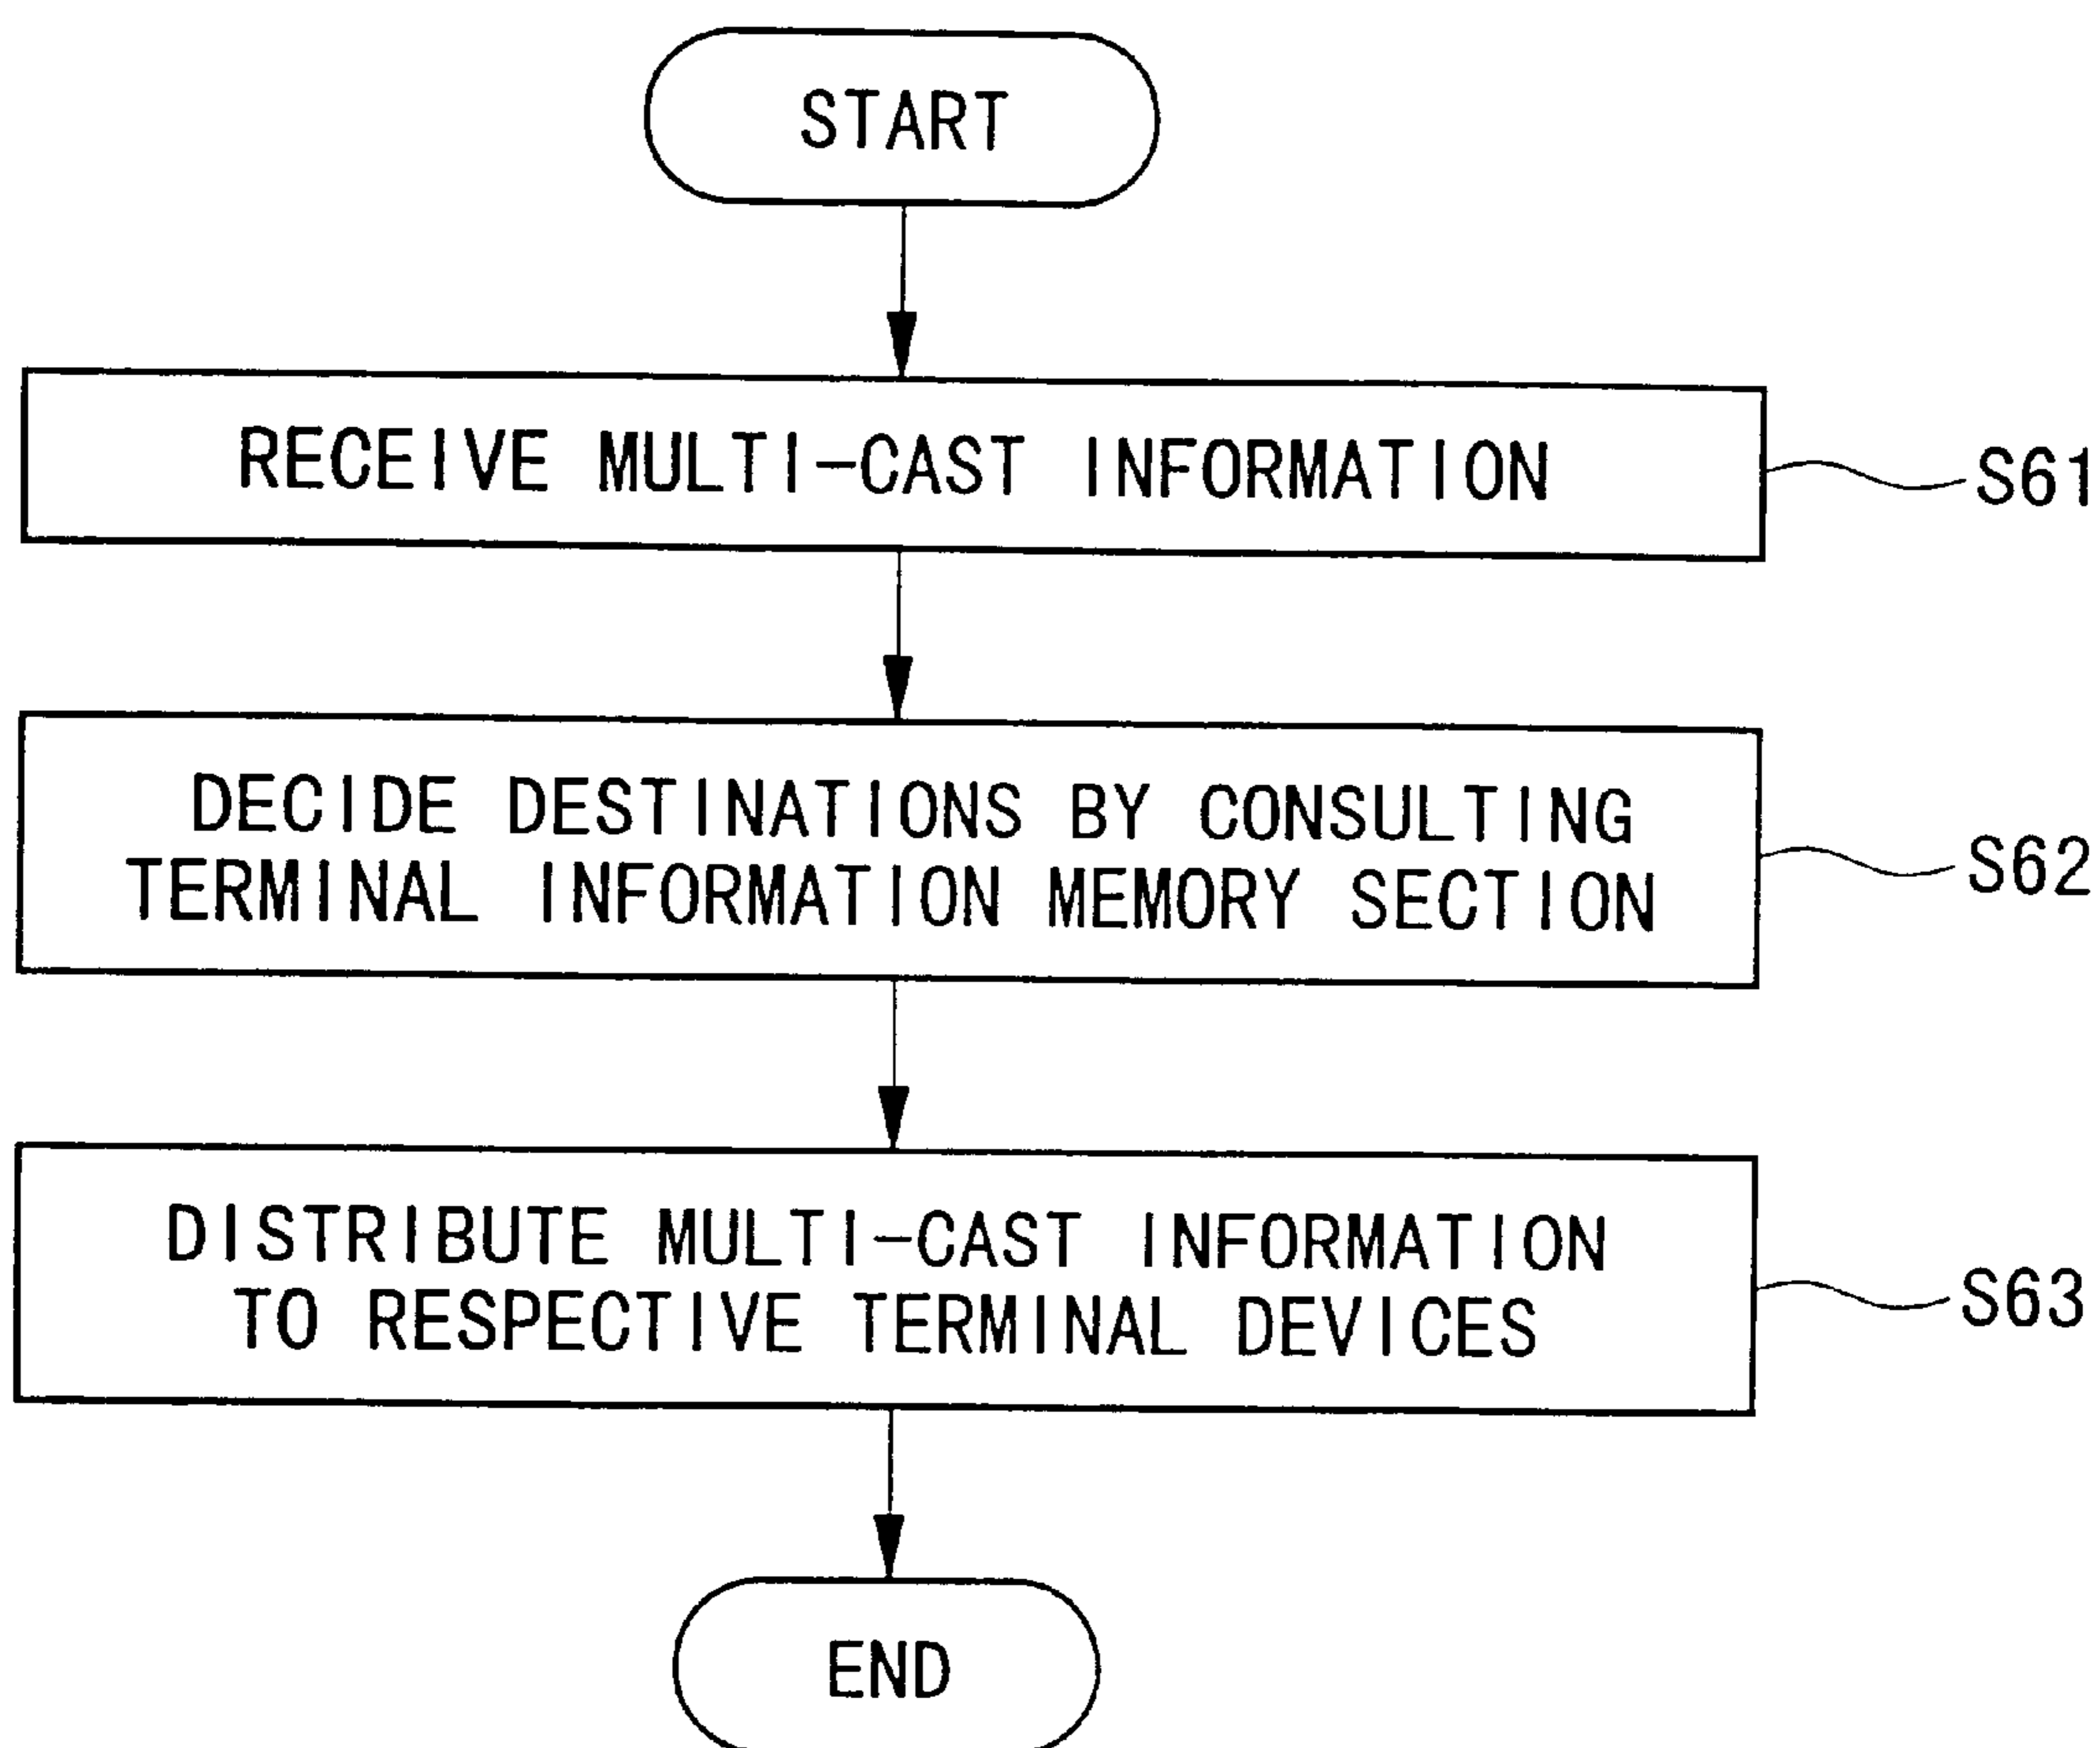 START
RECEIVE MULTI-CAST INFORMATION
S61
DECIDE DESTINATIONS BY CONSULTING
TERMINAL INFORMATION MEMORY SECTION
S62
DISTRIBUTE MULTI-CAST INFORMATION
TO RESPECTIVE TERMINAL DEVICES
S63
END